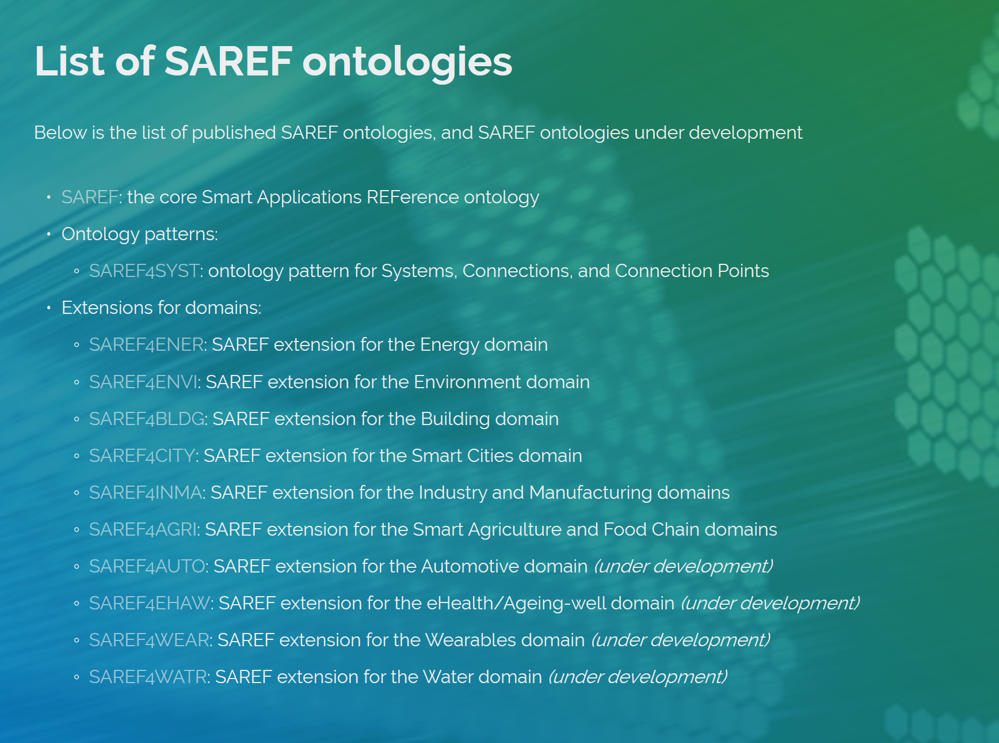 List of SAREF ontologies
Below is the list of published SAREF ontologies, and SAREF ontologies under development
• SAREF: the core Smart Applications REFerence ontology
• Ontology patterns:
◦ SAREF4SYST: ontology pattern for Systems, Connections, and Connection Points
• Extensions for domains:
◦ SAREF4ENER: SAREF extension for the Energy domain
◦ SAREF4ENVI: SAREF extension for the Environment domain
◦ SAREF4BLDG: SAREF extension for the Building domain
◦ SAREF4CITY: SAREF extension for the Smart Cities domain
◦ SAREF4INMA: SAREF extension for the Industry and Manufacturing domains
◦ SAREF4AGRI: SAREF extension for the Smart Agriculture and Food Chain domains
◦ SAREF4AUTO: SAREF extension for the Automotive domain (under development)
◦ SAREF4EHAW: SAREF extension for the eHealth/Ageing-well domain (under development)
◦ SAREF4WEAR: SAREF extension for the Wearables domain (under development)
◦ SAREF4WATR: SAREF extension for the Water domain (under development)